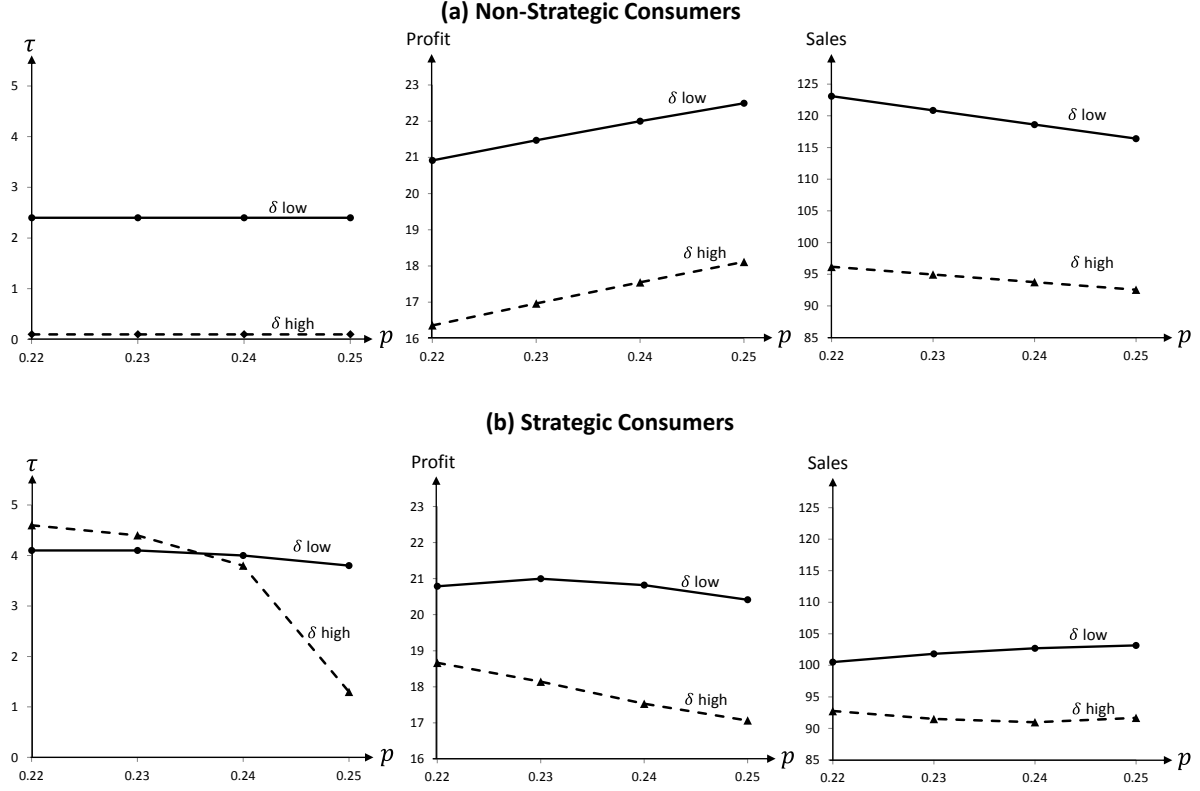 (a) Non-Strategic Consumers
τ
5
4
3
2
1
0
0.22 0.23 0.24 0.25
p
δ low
δ high
Profit
23
22
21
20
19
18
17
16
0.22 0.23 0.24 0.25
p
δ low
δ high
Sales
125
120
115
110
105
100
95
90
85
0.22 0.23 0.24 0.25
p
δ low
δ high
(b) Strategic Consumers
τ
5
4
3
2
1
0
0.22 0.23 0.24 0.25
p
δ low
δ high
Profit
23
22
21
20
19
18
17
16
0.22 0.23 0.24 0.25
p
δ low
δ high
Sales
125
120
115
110
105
100
95
90
85
0.22 0.23 0.24 0.25
p
δ low
δ high